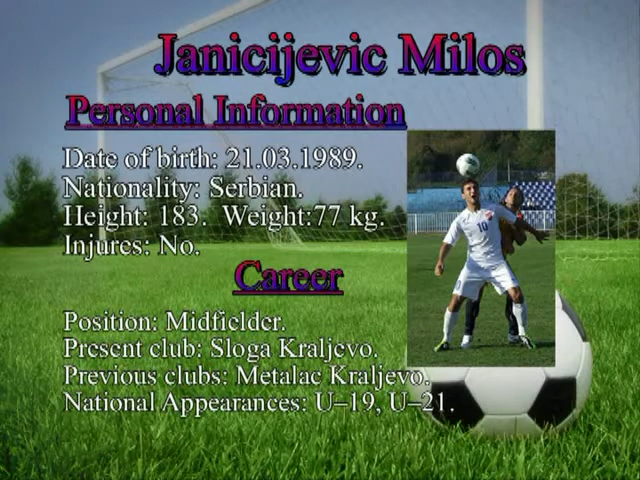 Janicijevic Milos
Personal Information
Date of birth: 21.03.1989.
Nationality: Serbian.
Height: 183. Weight:77 kg.
Injures: No.
10
Career
Position: Midfielder.
Present club: Sloga Kraljevo.
Previous clubs: Metalac Kraljevo.
National Appearances: U–19, U–21.